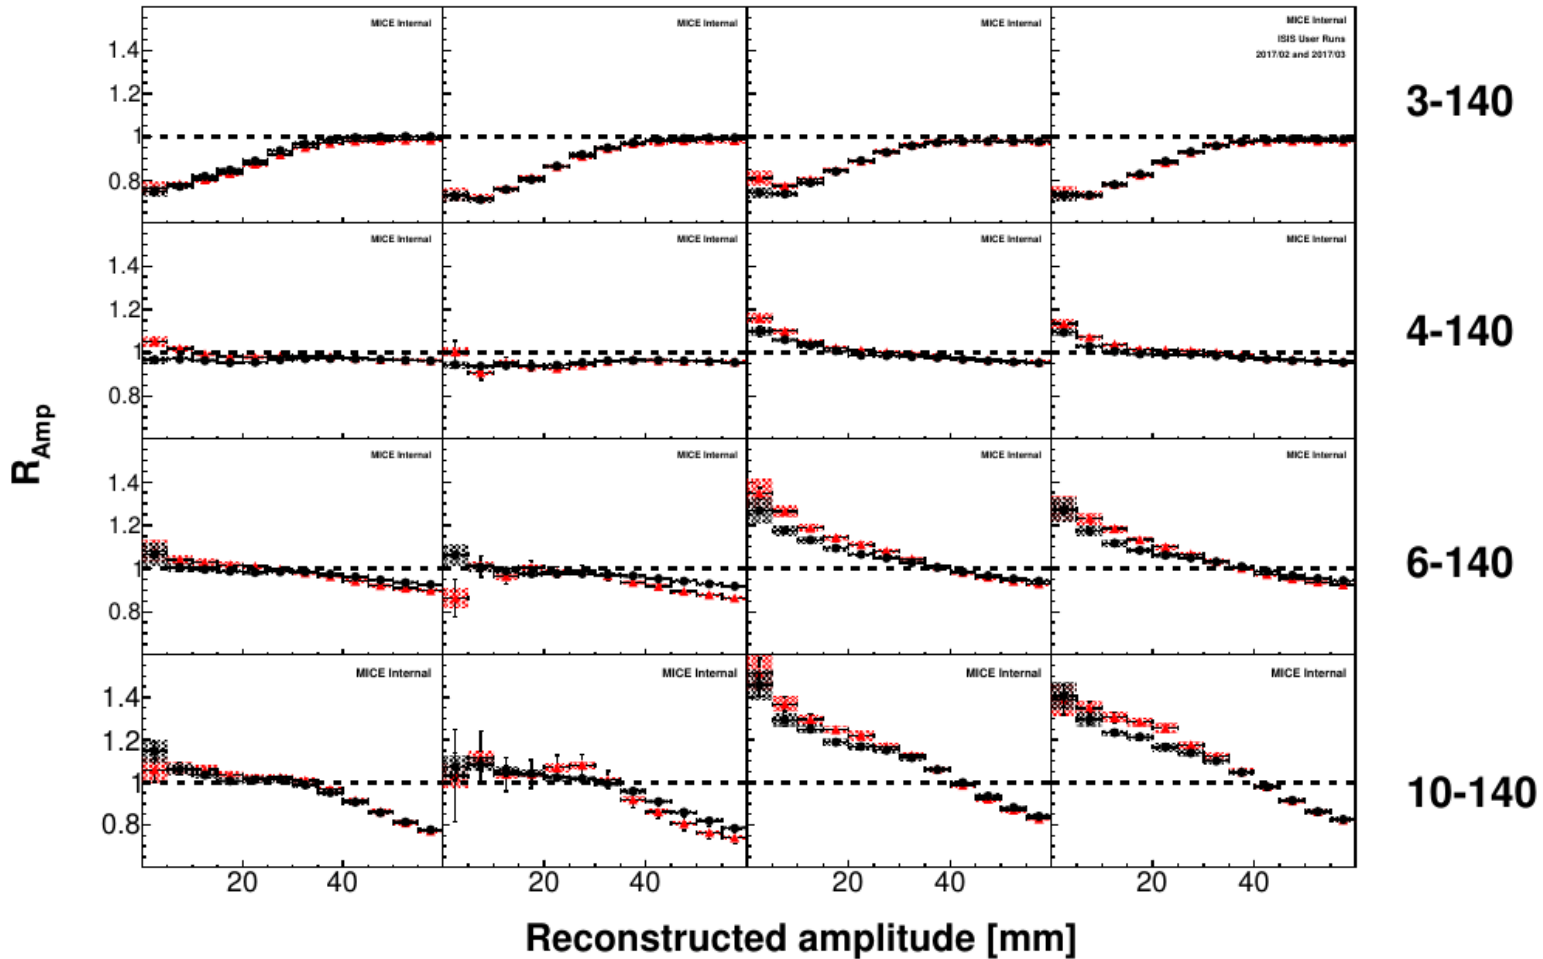 MICE Internal MICE Internal MICE Internal MICE Internal
ISIS User Runs
2017/02 and 2017/03
1.4
1.2
1
0.8
3-140
MICE Internal MICE Internal MICE Internal MICE Internal
1.4
1.2
1
0.8
4-140
MICE Internal MICE Internal MICE Internal MICE Internal
1.4
1.2
1
0.8
6-140
MICE Internal MICE Internal MICE Internal MICE Internal
1.4
1.2
1
0.8
10-140
R_Amp
20 40 20 40 20 40 20 40
Reconstructed amplitude [mm]